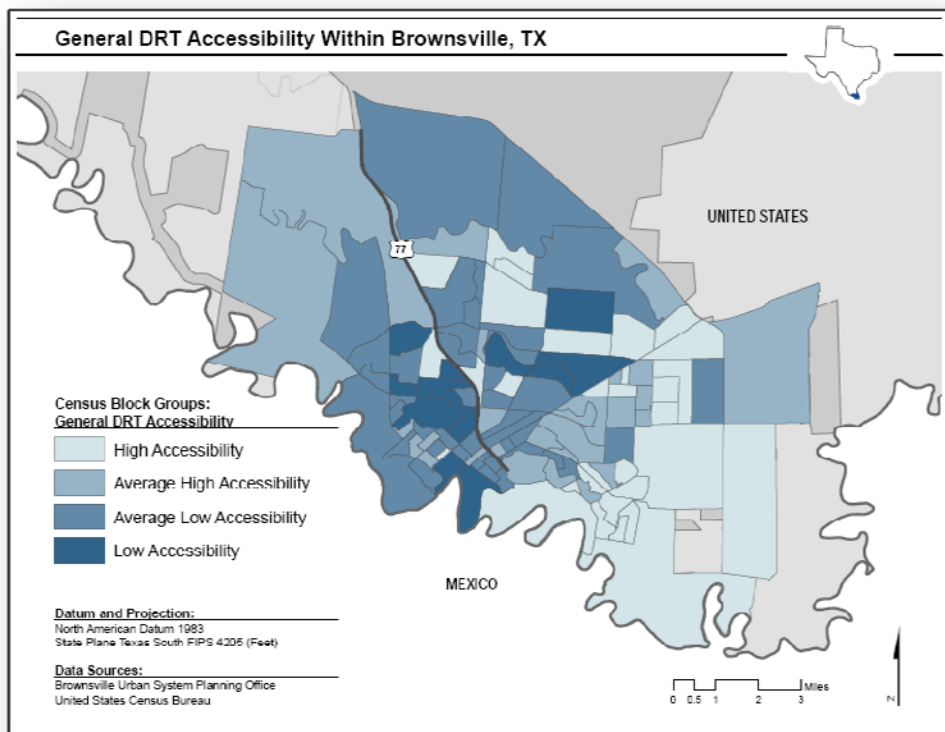 General DRT Accessibility Within Brownsville, TX
UNITED STATES
77
Census Block Groups:
General DRT Accessibility
High Accessibility
Average High Accessibility
Average Low Accessibility
Low Accessibility
MEXICO
Datum and Projection:
North American Datum 1983
State Plane Texas South FIPS 4205 (Feet)
Data Sources:
Brownsville Urban System Planning Office
United States Census Bureau
Miles
0 0.5 1 2 3
N